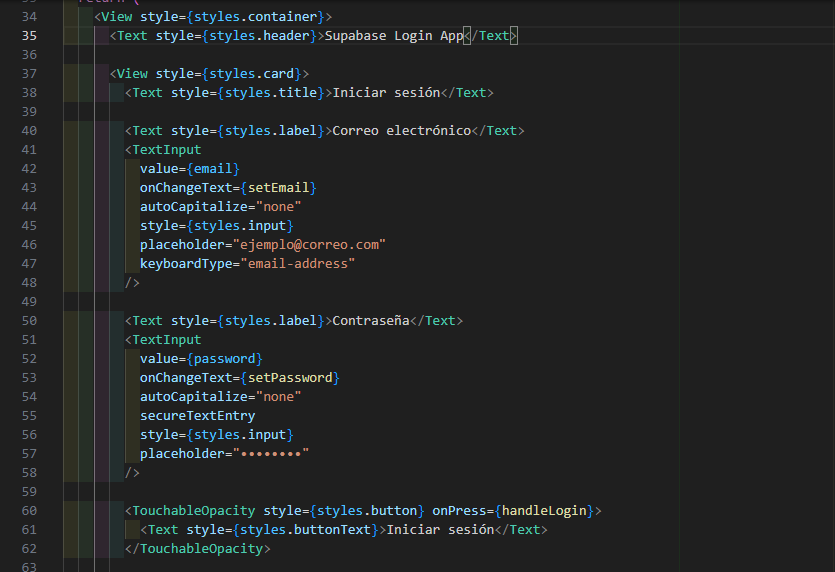 33 return (
34 <View style={styles.container}>
35 <Text style={styles.header}>Supabase Login App</Text>
36
37 <View style={styles.card}>
38 <Text style={styles.title}>Iniciar sesión</Text>
39
40 <Text style={styles.label}>Correo electrónico</Text>
41 <TextInput
42 value={email}
43 onChangeText={setEmail}
44 autoCapitalize="none"
45 style={styles.input}
46 placeholder="ejemplo@correo.com"
47 keyboardType="email-address"
48 />
49
50 <Text style={styles.label}>Contraseña</Text>
51 <TextInput
52 value={password}
53 onChangeText={setPassword}
54 autoCapitalize="none"
55 secureTextEntry
56 style={styles.input}
57 placeholder="••••••••"
58 />
59
60 <TouchableOpacity style={styles.button} onPress={handleLogin}>
61 <Text style={styles.buttonText}>Iniciar sesión</Text>
62 </TouchableOpacity>
63